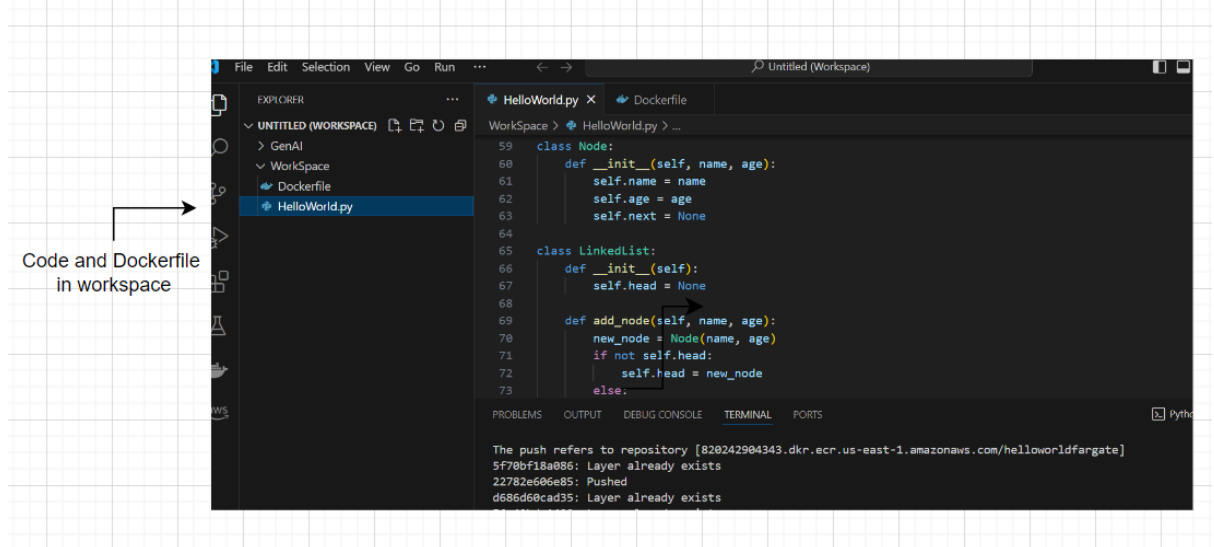 File Edit Selection View Go Run ··· Untitled (Workspace)
EXPLORER ···
UNTITLED (WORKSPACE)
GenAI
WorkSpace
Dockerfile
HelloWorld.py
Code and Dockerfile
in workspace
aws
HelloWorld.py Dockerfile
WorkSpace > HelloWorld.py > ...
59 class Node:
60 def __init__(self, name, age):
61 self.name = name
62 self.age = age
63 self.next = None
64
65 class LinkedList:
66 def __init__(self):
67 self.head = None
68
69 def add_node(self, name, age):
70 new_node = Node(name, age)
71 if not self.head:
72 self.head = new_node
73 else:
PROBLEMS OUTPUT DEBUG CONSOLE TERMINAL PORTS
The push refers to repository [820242904343.dkr.ecr.us-east-1.amazonaws.com/helloworldfargate]
5f70bf18a086: Layer already exists
22782e606e85: Pushed
d686d60cad35: Layer already exists